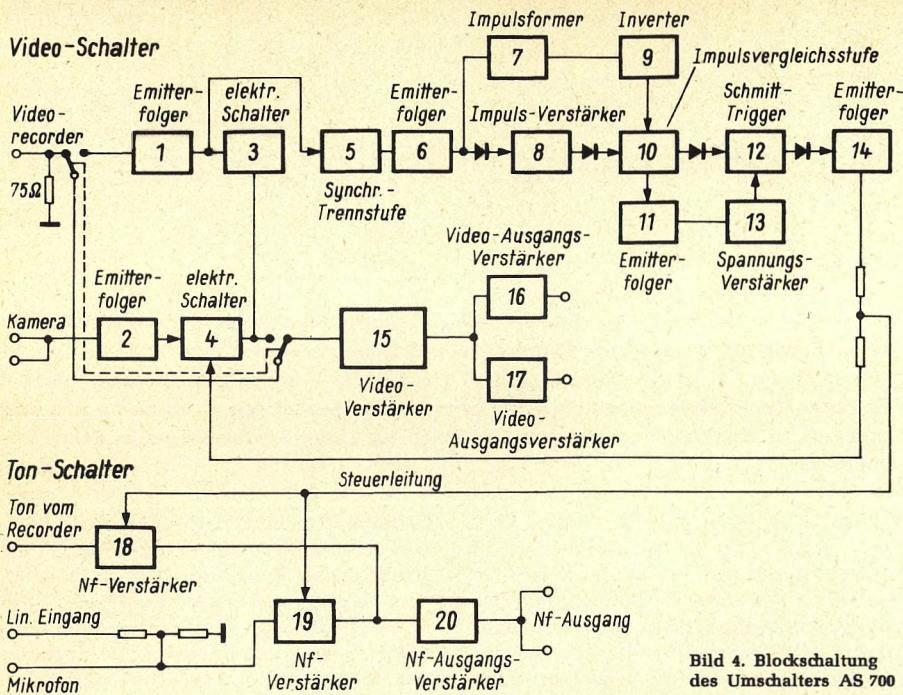 Video-Schalter
Impulsformer
7
Inverter
9
Impulsvergleichsstufe
Video-
recorder
75Ω
Emitter-
folger
1
elektr.
Schalter
3
5
Synchr.-
Trennstufe
Emitter-
folger
6
Impuls-Verstärker
8
10
Schmitt-
Trigger
12
Emitter-
folger
14
11
Emitter-
folger
13
Spannungs-
Verstärker
Kamera
Emitter-
folger
2
elektr.
Schalter
4
15
Video-
Verstärker
Video-Ausgangs-
Verstärker
16
17
Video-
Ausgangsverstärker
Ton-Schalter
Steuerleitung
Ton vom
Recorder
18
Nf-Verstärker
Lin. Eingang
Mikrofon
19
Nf-
Verstärker
20
Nf-Ausgangs-
Verstärker
Nf-Ausgang
Bild 4. Blockschaltung
des Umschalters AS 700